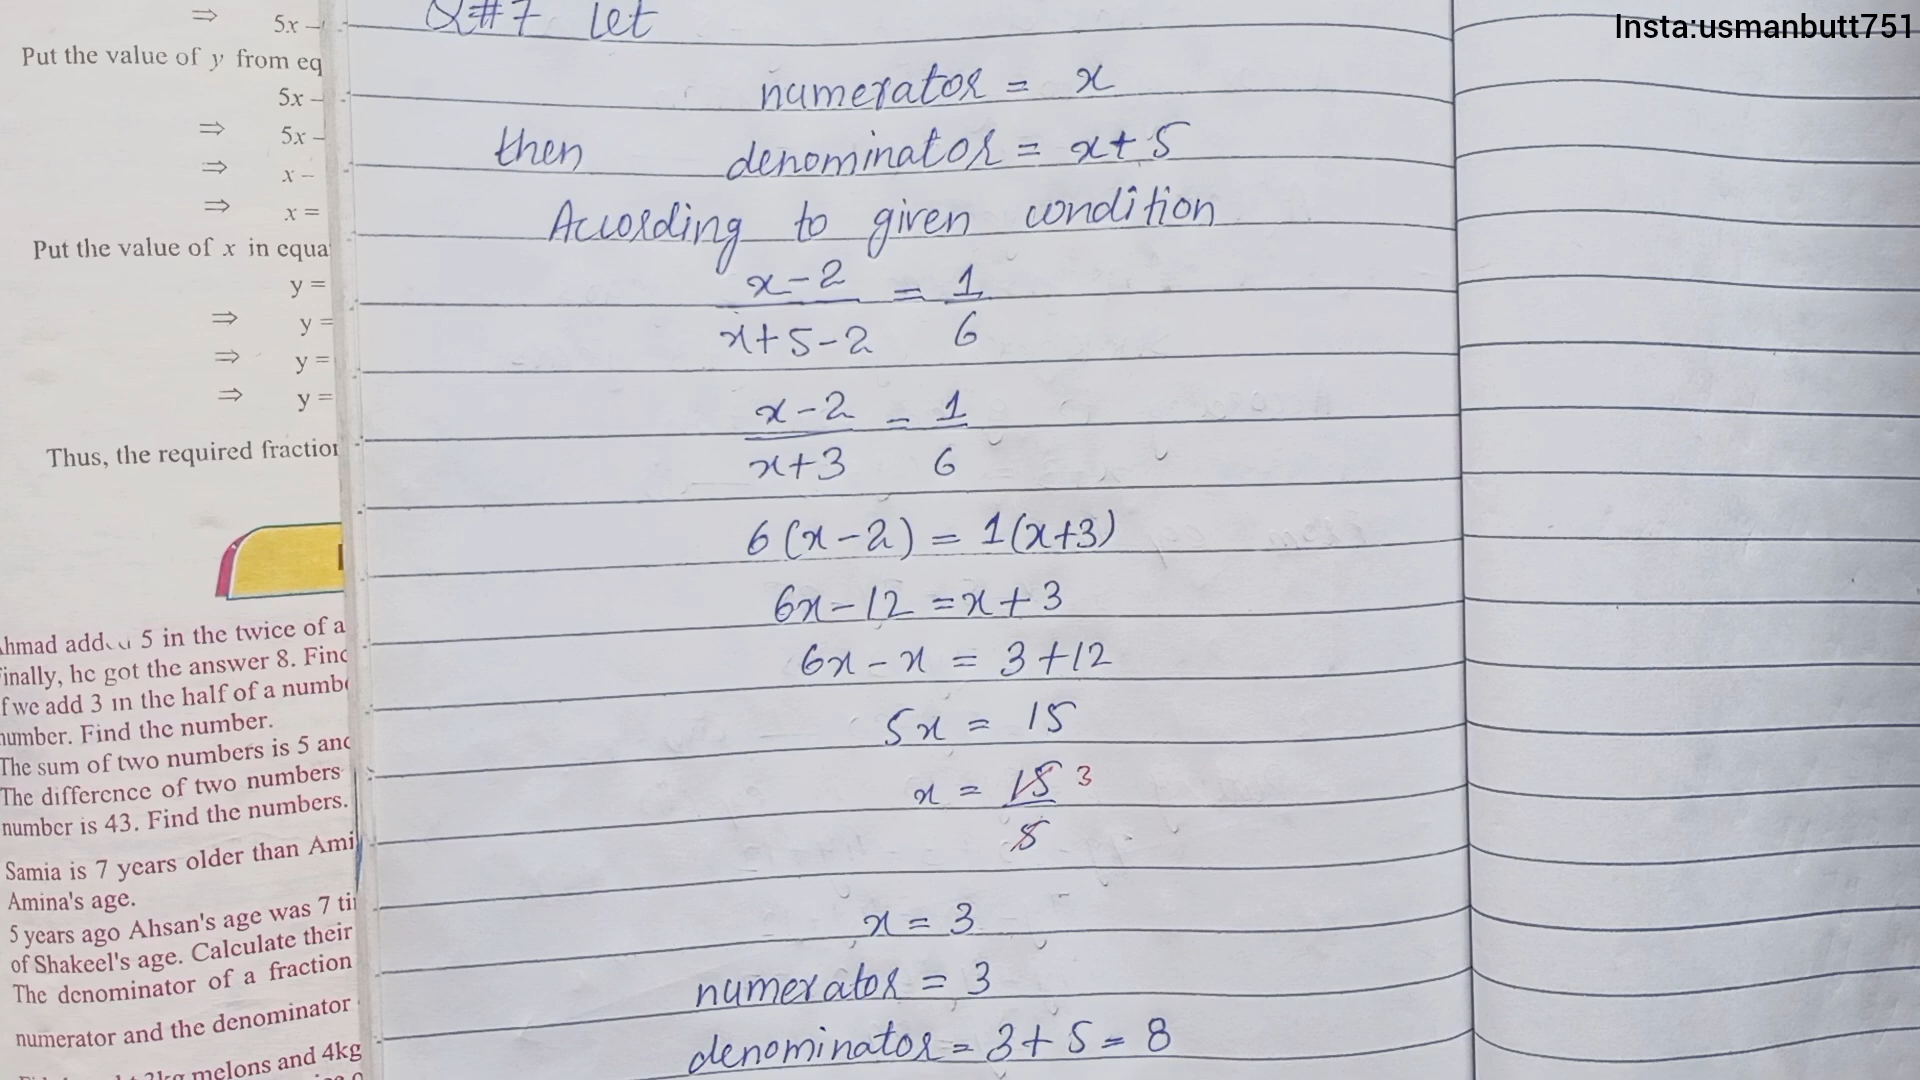 Insta:usmanbutt751
⇒ 5x –
Put the value of y from eq
5x –
⇒ 5x –
⇒ x –
⇒ x =
Put the value of x in equa
y =
⇒ y =
⇒ y =
⇒ y =
Thus, the required fraction
hmad added 5 in the twice of a
inally, he got the answer 8. Find
f we add 3 in the half of a numb
number. Find the number.
The sum of two numbers is 5 and
The difference of two numbers
number is 43. Find the numbers.
Samia is 7 years older than Ami
Amina's age.
5 years ago Ahsan's age was 7 ti
of Shakeel's age. Calculate their
The denominator of a fraction
numerator and the denominator
melons and 4kg
Q#7 Let
numerator = x
then denominator = x+5
According to given condition
x-2 / x+5-2 = 1/6
x-2 / x+3 = 1/6
6(x-2) = 1(x+3)
6x-12 = x+3
6x-x = 3+12
5x = 15
x = 15/5 3
x = 3
numerator = 3
denominator = 3+5 = 8